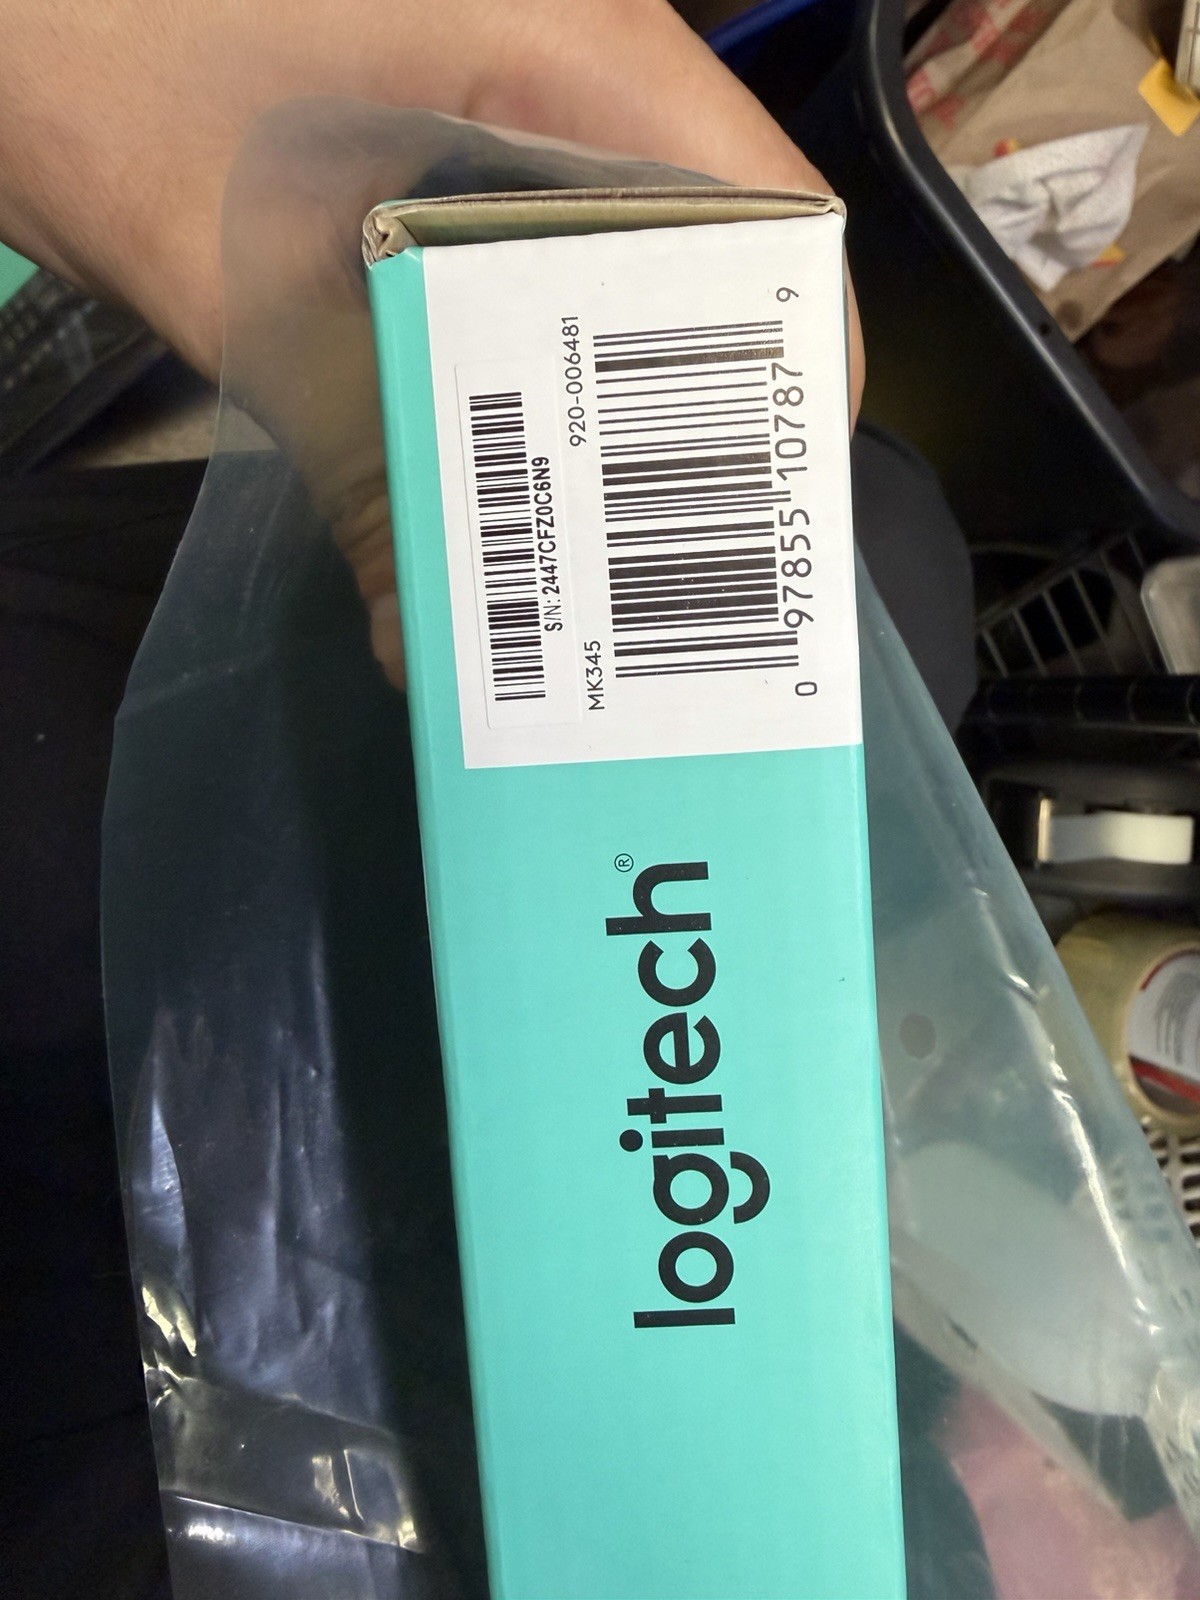 S/N: 2447CFZ0C6N9
MK345
920-006481
0 97855 10787 9
logitech®